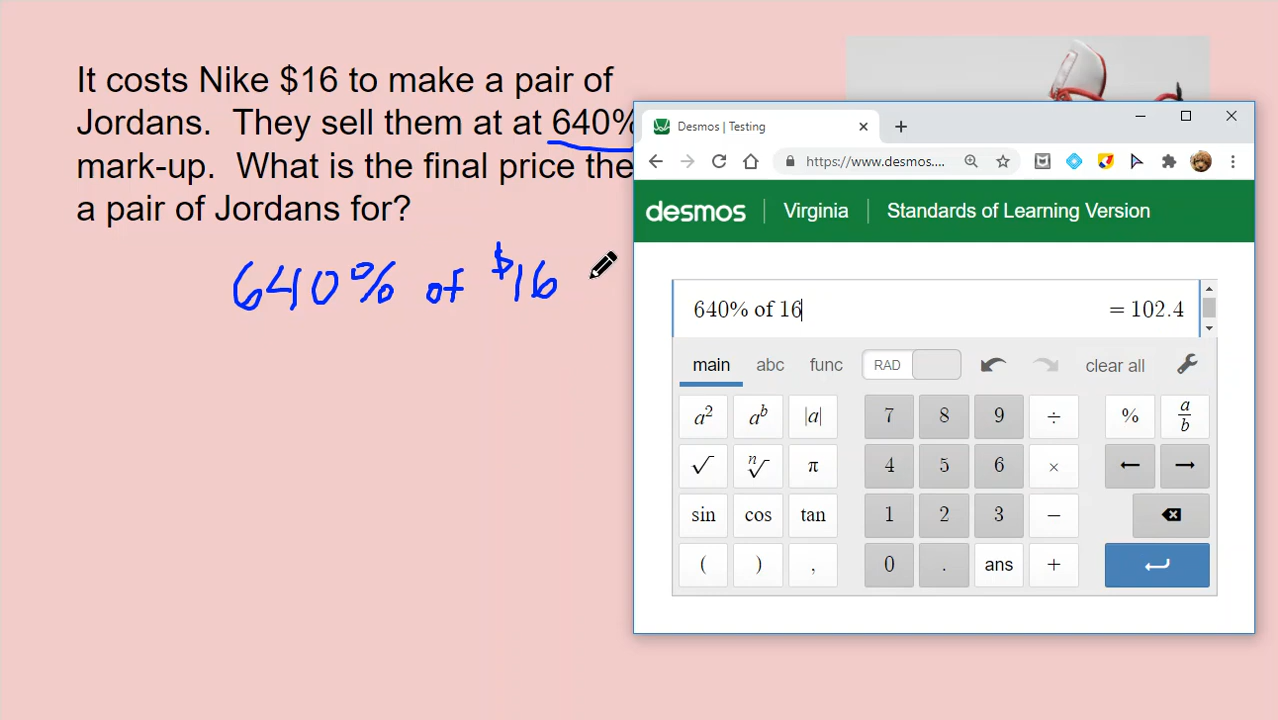 It costs Nike $16 to make a pair of
Jordans. They sell them at at 640%
mark-up. What is the final price the
a pair of Jordans for?
640% of $16
Desmos | Testing
https://www.desmos....
desmos | Virginia | Standards of Learning Version
640% of 16 = 102.4
main abc func RAD clear all
a² aᵇ |a| 7 8 9 ÷ % a/b
√ ⁿ√ π 4 5 6 × ← →
sin cos tan 1 2 3 −
( ) , 0 . ans +